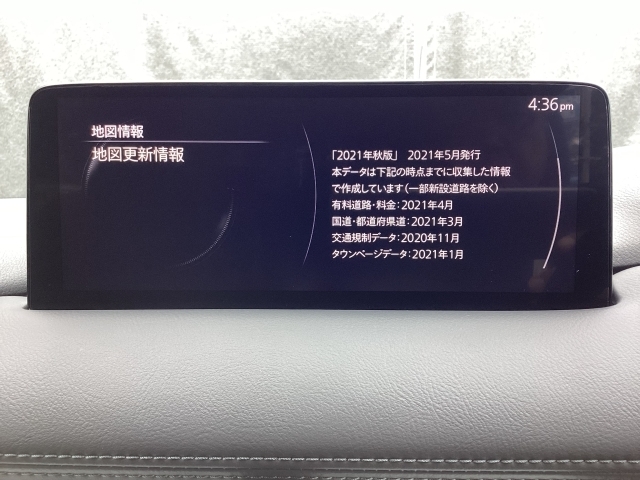 4:36pm
地図情報
地図更新情報
「2021年秋版」 2021年5月発行
本データは下記の時点までに収集した情報
で作成しています(一部新設道路を除く)
有料道路・料金:2021年4月
国道・都道府県道:2021年3月
交通規制データ:2020年11月
タウンページデータ:2021年1月